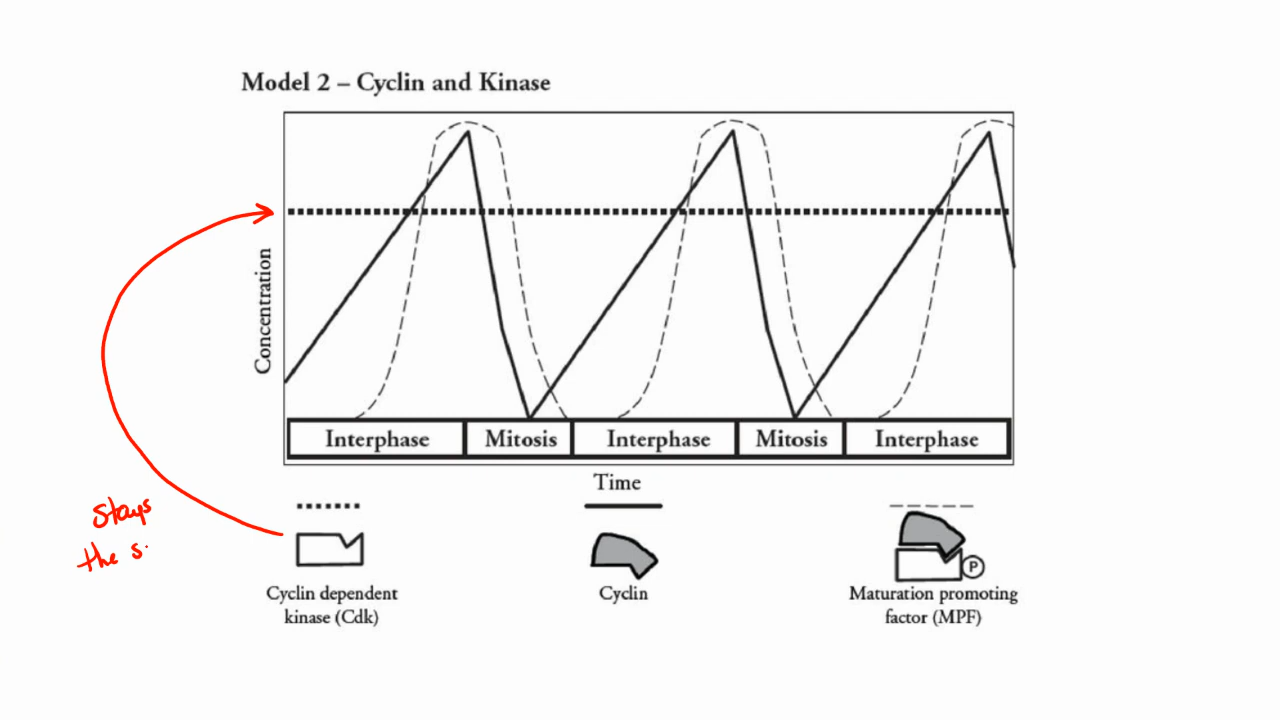 Model 2 – Cyclin and Kinase
Concentration
Interphase
Mitosis
Interphase
Mitosis
Interphase
Time
Stays
the s.
P
Cyclin dependent
kinase (Cdk)
Cyclin
Maturation promoting
factor (MPF)